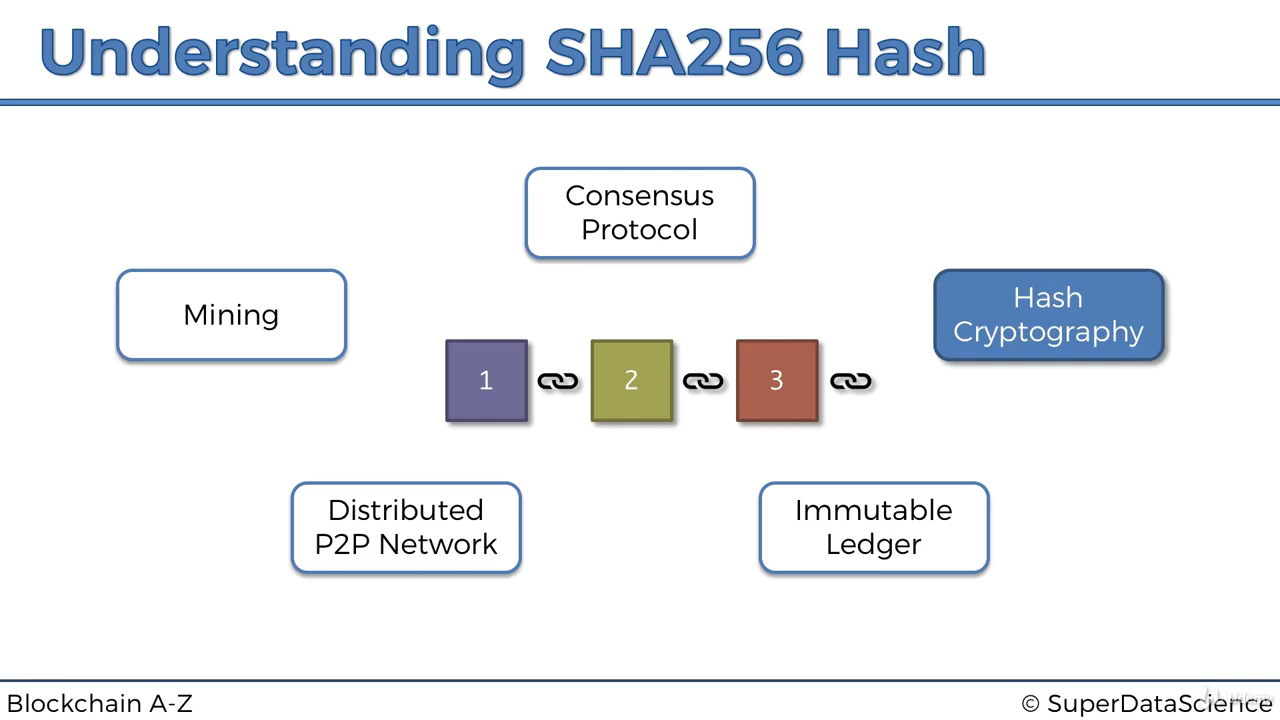 Understanding SHA256 Hash
Consensus
Protocol
Mining
Hash
Cryptography
1
2
3
Distributed
P2P Network
Immutable
Ledger
Blockchain A-Z
© SuperDataScience